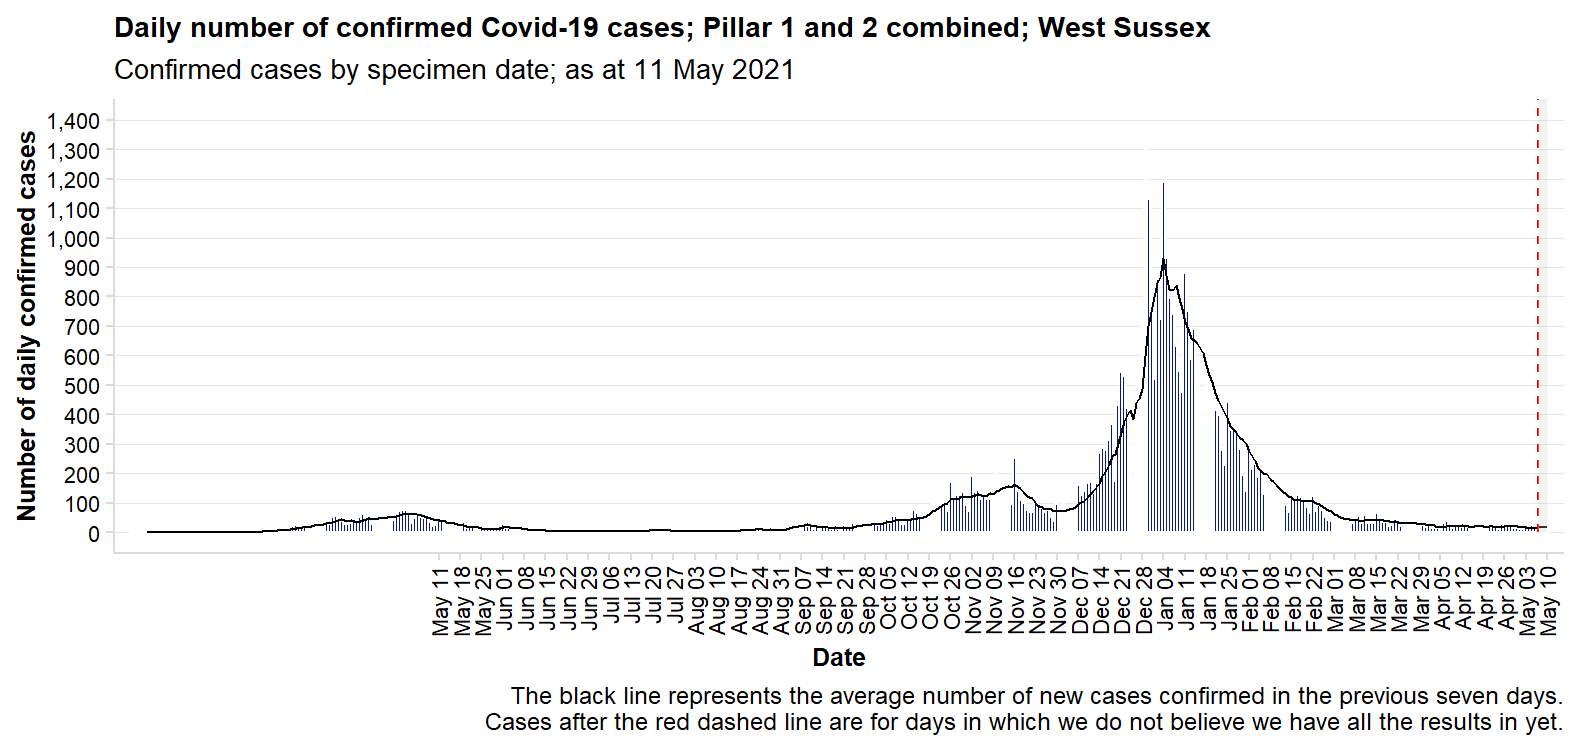 Daily number of confirmed Covid-19 cases; Pillar 1 and 2 combined; West Sussex
Confirmed cases by specimen date; as at 11 May 2021
Number of daily confirmed cases
1,400
1,300
1,200
1,100
1,000
900
800
700
600
500
400
300
200
100
0
May 11
May 18
May 25
Jun 01
Jun 08
Jun 15
Jun 22
Jun 29
Jul 06
Jul 13
Jul 20
Jul 27
Aug 03
Aug 10
Aug 17
Aug 24
Aug 31
Sep 07
Sep 14
Sep 21
Sep 28
Oct 05
Oct 12
Oct 19
Oct 26
Nov 02
Nov 09
Nov 16
Nov 23
Nov 30
Dec 07
Dec 14
Dec 21
Dec 28
Jan 04
Jan 11
Jan 18
Jan 25
Feb 01
Feb 08
Feb 15
Feb 22
Mar 01
Mar 08
Mar 15
Mar 22
Mar 29
Apr 05
Apr 12
Apr 19
Apr 26
May 03
May 10
Date
The black line represents the average number of new cases confirmed in the previous seven days.
Cases after the red dashed line are for days in which we do not believe we have all the results in yet.